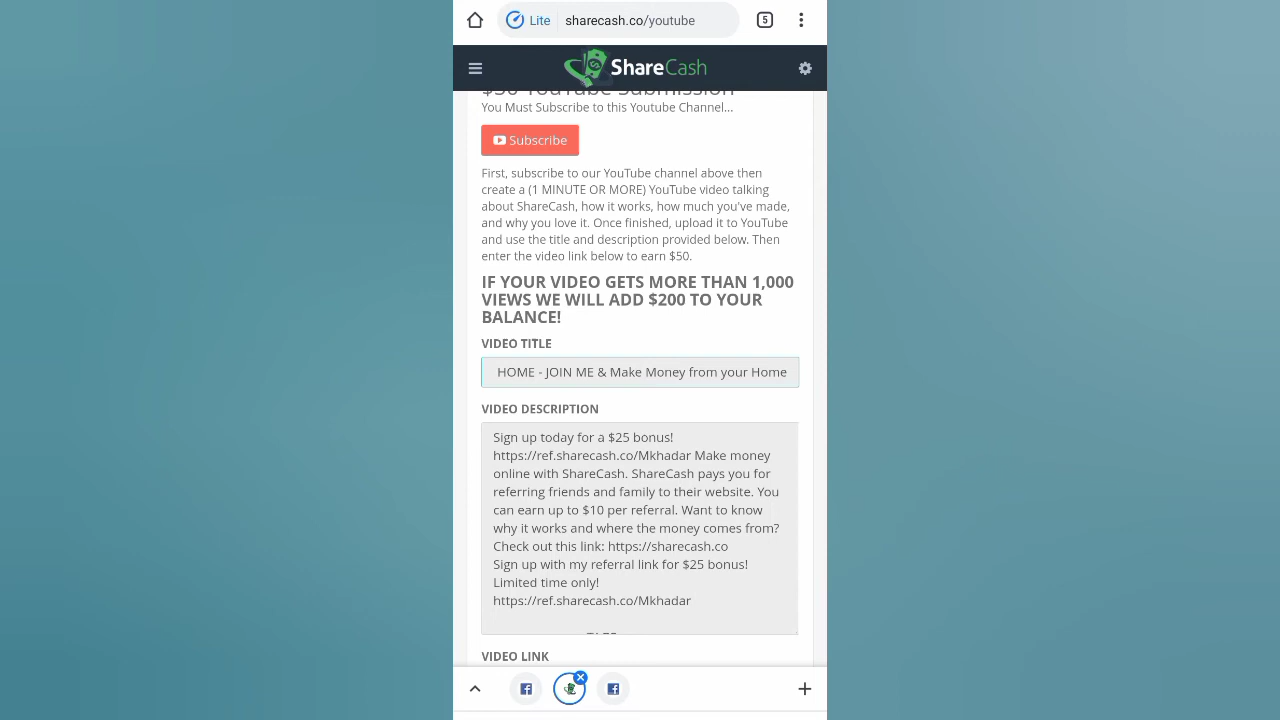 Lite sharecash.co/youtube 5
ShareCash
$50 YouTube Submission
You Must Subscribe to this Youtube Channel...
Subscribe
First, subscribe to our YouTube channel above then
create a (1 MINUTE OR MORE) YouTube video talking
about ShareCash, how it works, how much you've made,
and why you love it. Once finished, upload it to YouTube
and use the title and description provided below. Then
enter the video link below to earn $50.
IF YOUR VIDEO GETS MORE THAN 1,000
VIEWS WE WILL ADD $200 TO YOUR
BALANCE!
VIDEO TITLE
HOME - JOIN ME & Make Money from your Home
VIDEO DESCRIPTION
Sign up today for a $25 bonus!
https://ref.sharecash.co/Mkhadar Make money
online with ShareCash. ShareCash pays you for
referring friends and family to their website. You
can earn up to $10 per referral. Want to know
why it works and where the money comes from?
Check out this link: https://sharecash.co
Sign up with my referral link for $25 bonus!
Limited time only!
https://ref.sharecash.co/Mkhadar
VIDEO LINK